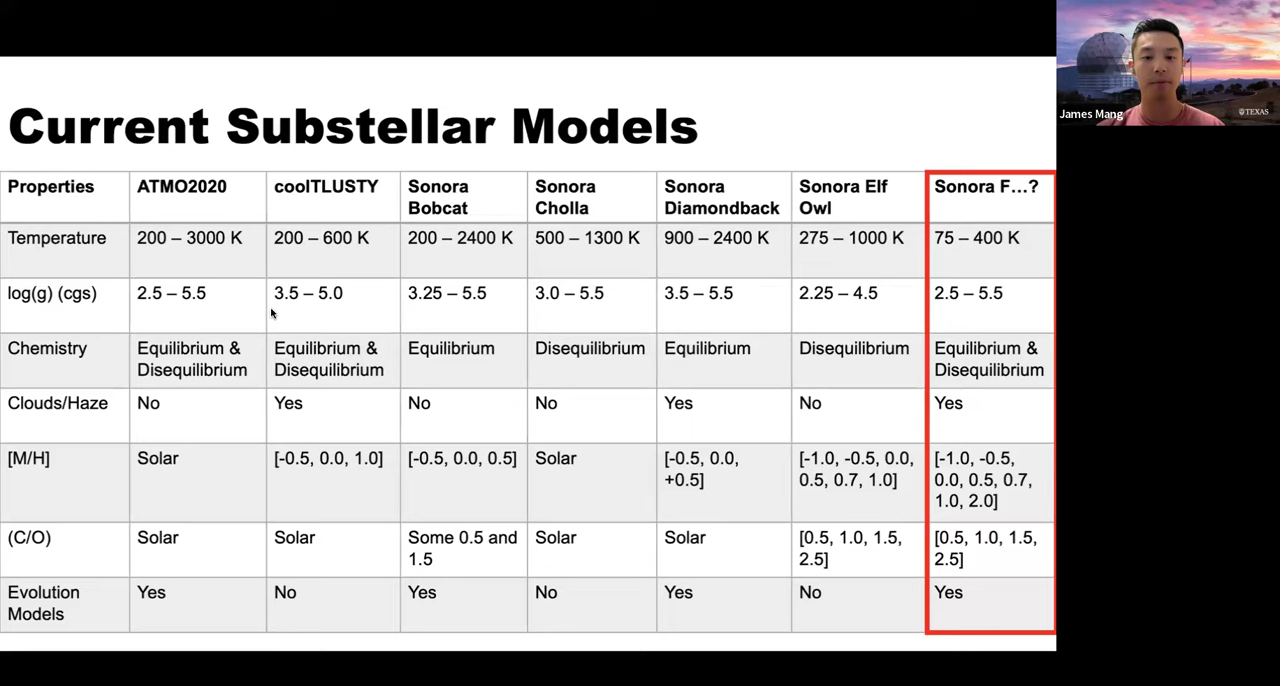 Current Substellar Models
Properties
ATMO2020
coolTLUSTY
Sonora
Bobcat
Sonora
Cholla
Sonora
Diamondback
Sonora Elf
Owl
Sonora F…?
Temperature
200 – 3000 K
200 – 600 K
200 – 2400 K
500 – 1300 K
900 – 2400 K
275 – 1000 K
75 – 400 K
log(g) (cgs)
2.5 – 5.5
3.5 – 5.0
3.25 – 5.5
3.0 – 5.5
3.5 – 5.5
2.25 – 4.5
2.5 – 5.5
Chemistry
Equilibrium &
Disequilibrium
Equilibrium &
Disequilibrium
Equilibrium
Disequilibrium
Equilibrium
Disequilibrium
Equilibrium &
Disequilibrium
Clouds/Haze
No
Yes
No
No
Yes
No
Yes
[M/H]
Solar
[-0.5, 0.0, 1.0]
[-0.5, 0.0, 0.5]
Solar
[-0.5, 0.0,
+0.5]
[-1.0, -0.5, 0.0,
0.5, 0.7, 1.0]
[-1.0, -0.5,
0.0, 0.5, 0.7,
1.0, 2.0]
(C/O)
Solar
Solar
Some 0.5 and
1.5
Solar
Solar
[0.5, 1.0, 1.5,
2.5]
[0.5, 1.0, 1.5,
2.5]
Evolution
Models
Yes
No
Yes
No
Yes
No
Yes
James Mang
TEXAS